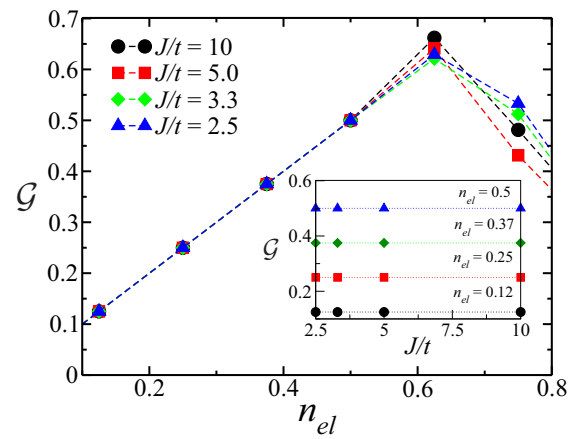 0.7
0.6
0.5
0.4
0.3
0.2
0.1
0
𝒢
J/t = 10
J/t = 5.0
J/t = 3.3
J/t = 2.5
0.6
0.4
0.2
𝒢
n_el = 0.5
n_el = 0.37
n_el = 0.25
n_el = 0.12
2.5 5 7.5 10
J/t
0.2 0.4 0.6 0.8
n_el